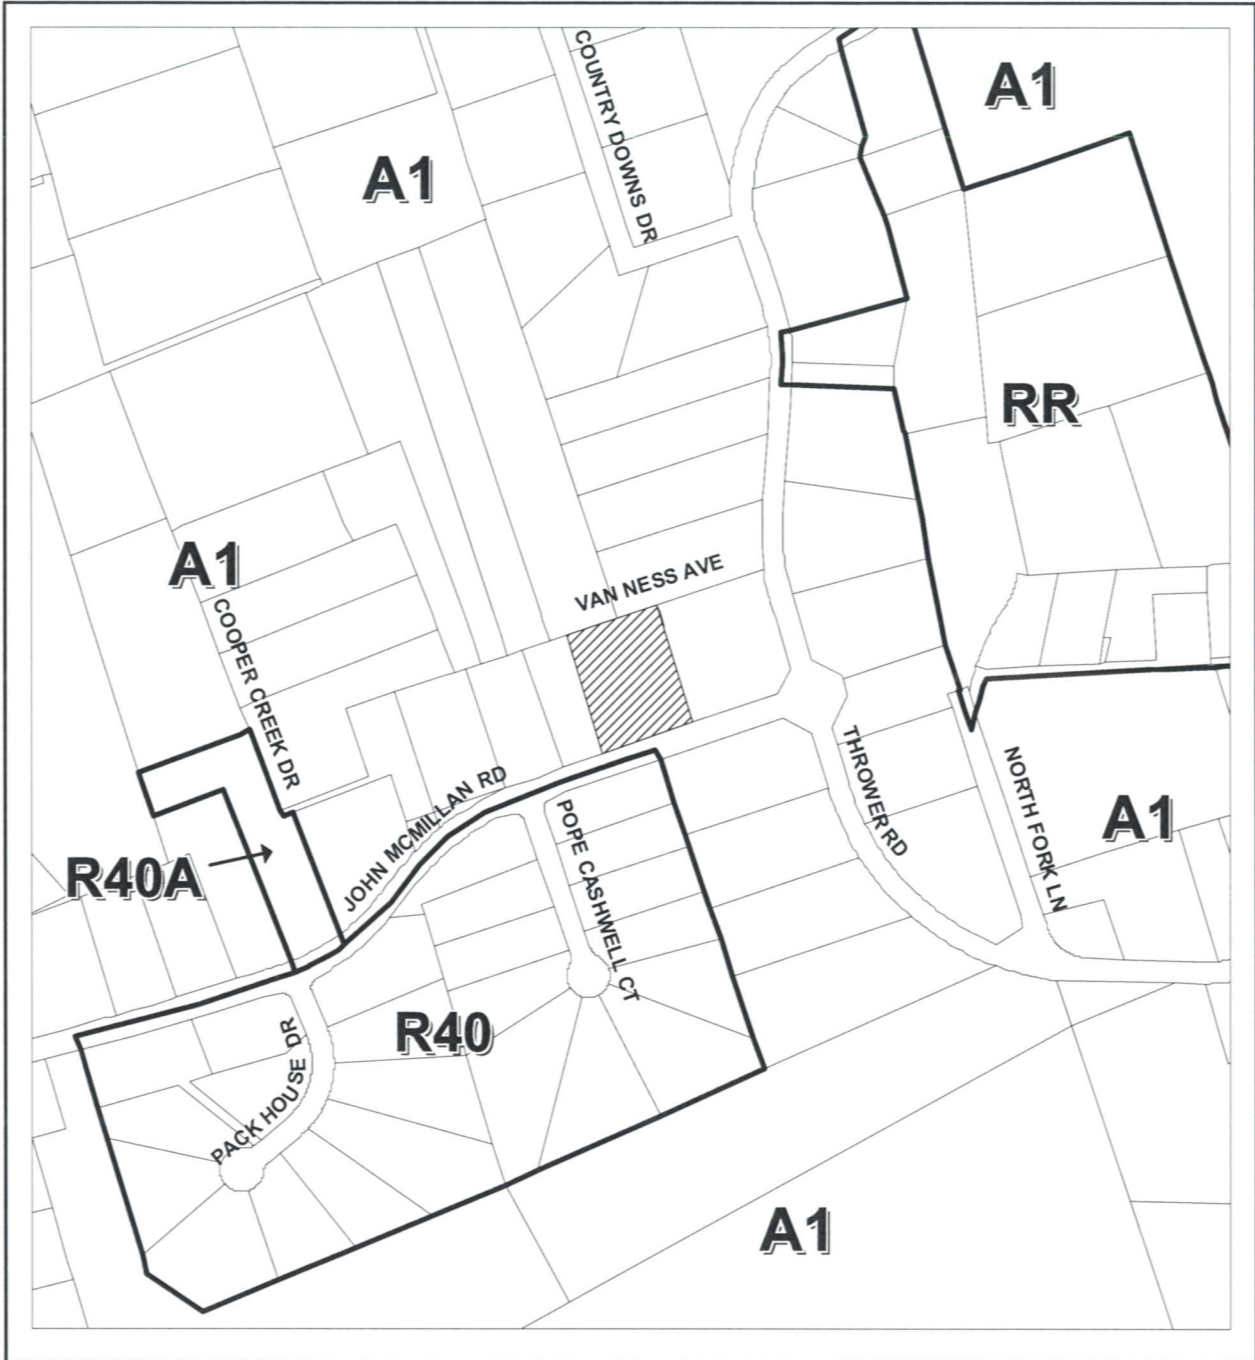 COUNTRY DOWNS DR
A1
A1
RR
A1
VAN NESS AVE
COOPER CREEK DR
JOHN MCMILLAN RD
THROWER RD
NORTH FORK LN
A1
POPE CASHWELL CT
R40A
R40
PACK HOUSE DR
A1